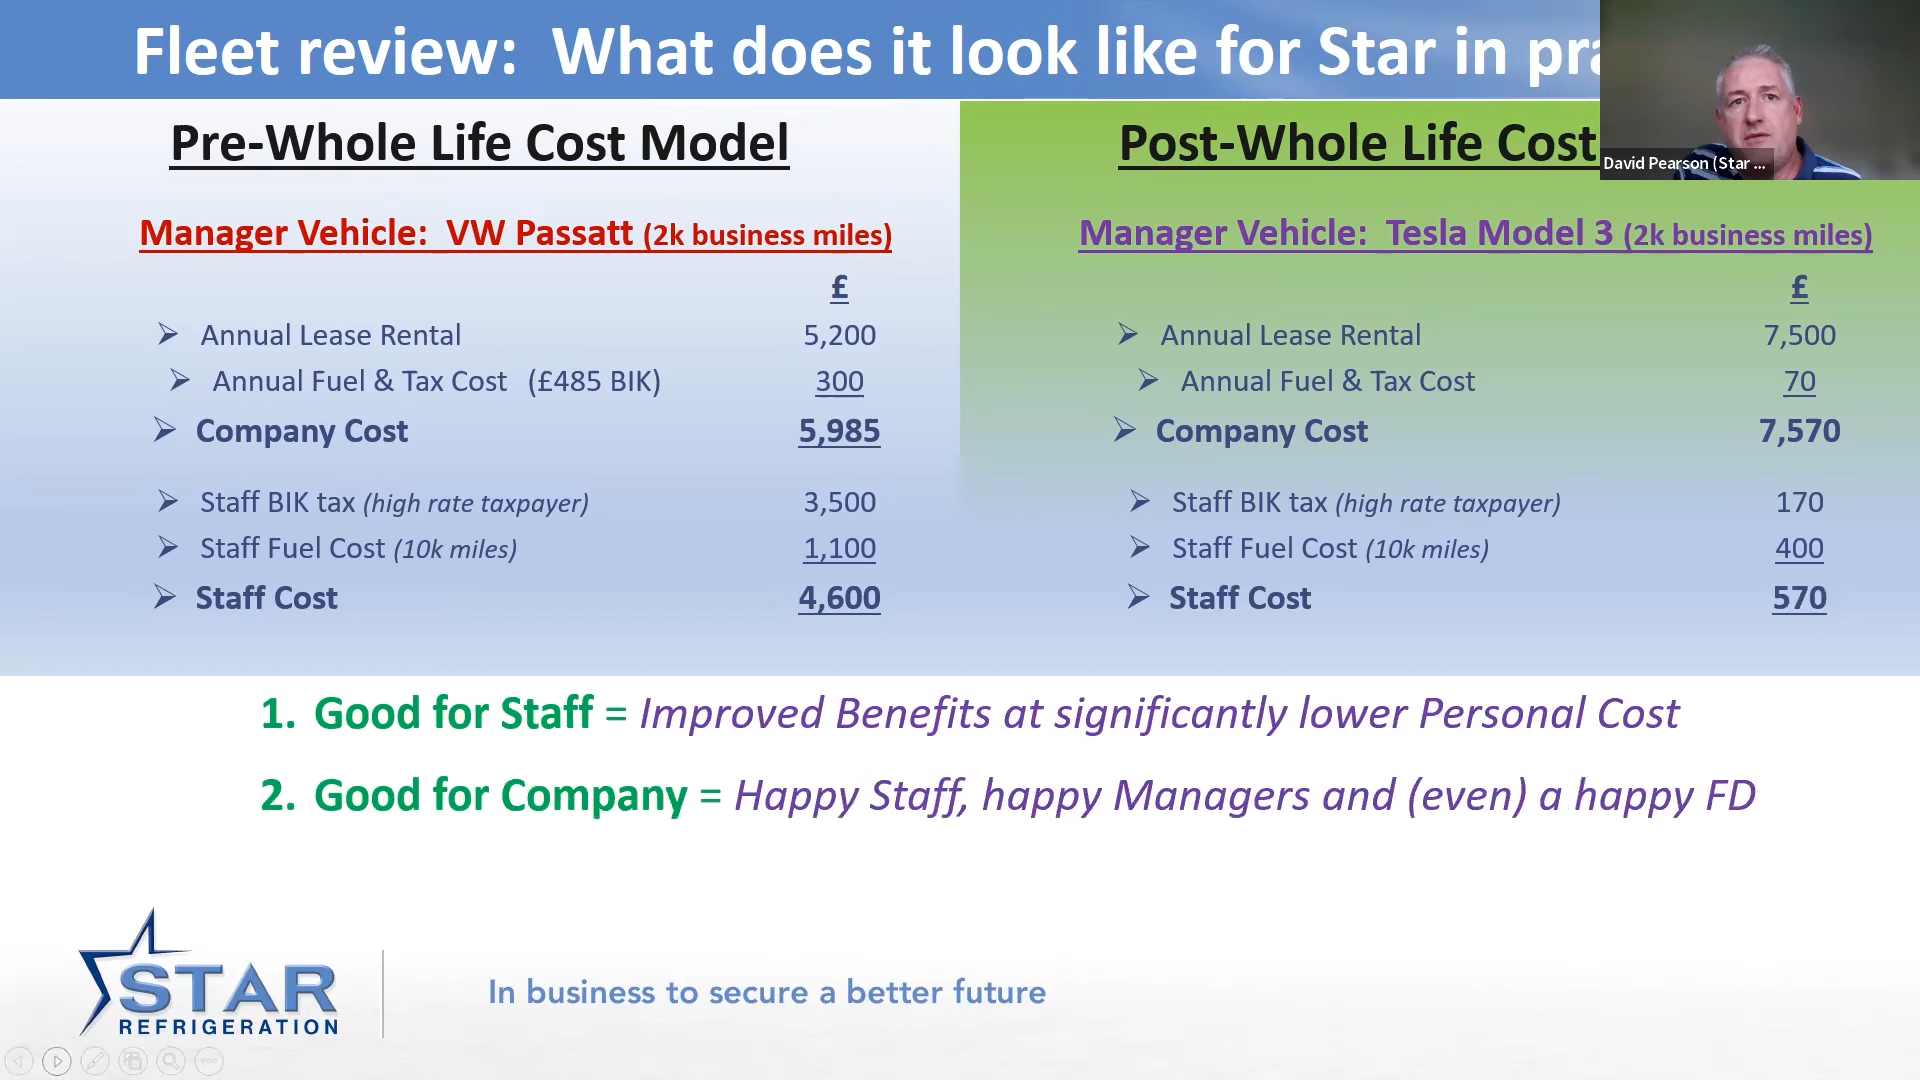 Fleet review: What does it look like for Star in pra
David Pearson (Star ...
Pre-Whole Life Cost Model
Manager Vehicle: VW Passatt (2k business miles)
£
Annual Lease Rental 5,200
Annual Fuel & Tax Cost (£485 BIK) 300
Company Cost 5,985
Staff BIK tax (high rate taxpayer) 3,500
Staff Fuel Cost (10k miles) 1,100
Staff Cost 4,600
Post-Whole Life Cost
Manager Vehicle: Tesla Model 3 (2k business miles)
£
Annual Lease Rental 7,500
Annual Fuel & Tax Cost 70
Company Cost 7,570
Staff BIK tax (high rate taxpayer) 170
Staff Fuel Cost (10k miles) 400
Staff Cost 570
1. Good for Staff = Improved Benefits at significantly lower Personal Cost
2. Good for Company = Happy Staff, happy Managers and (even) a happy FD
STAR
REFRIGERATION
In business to secure a better future